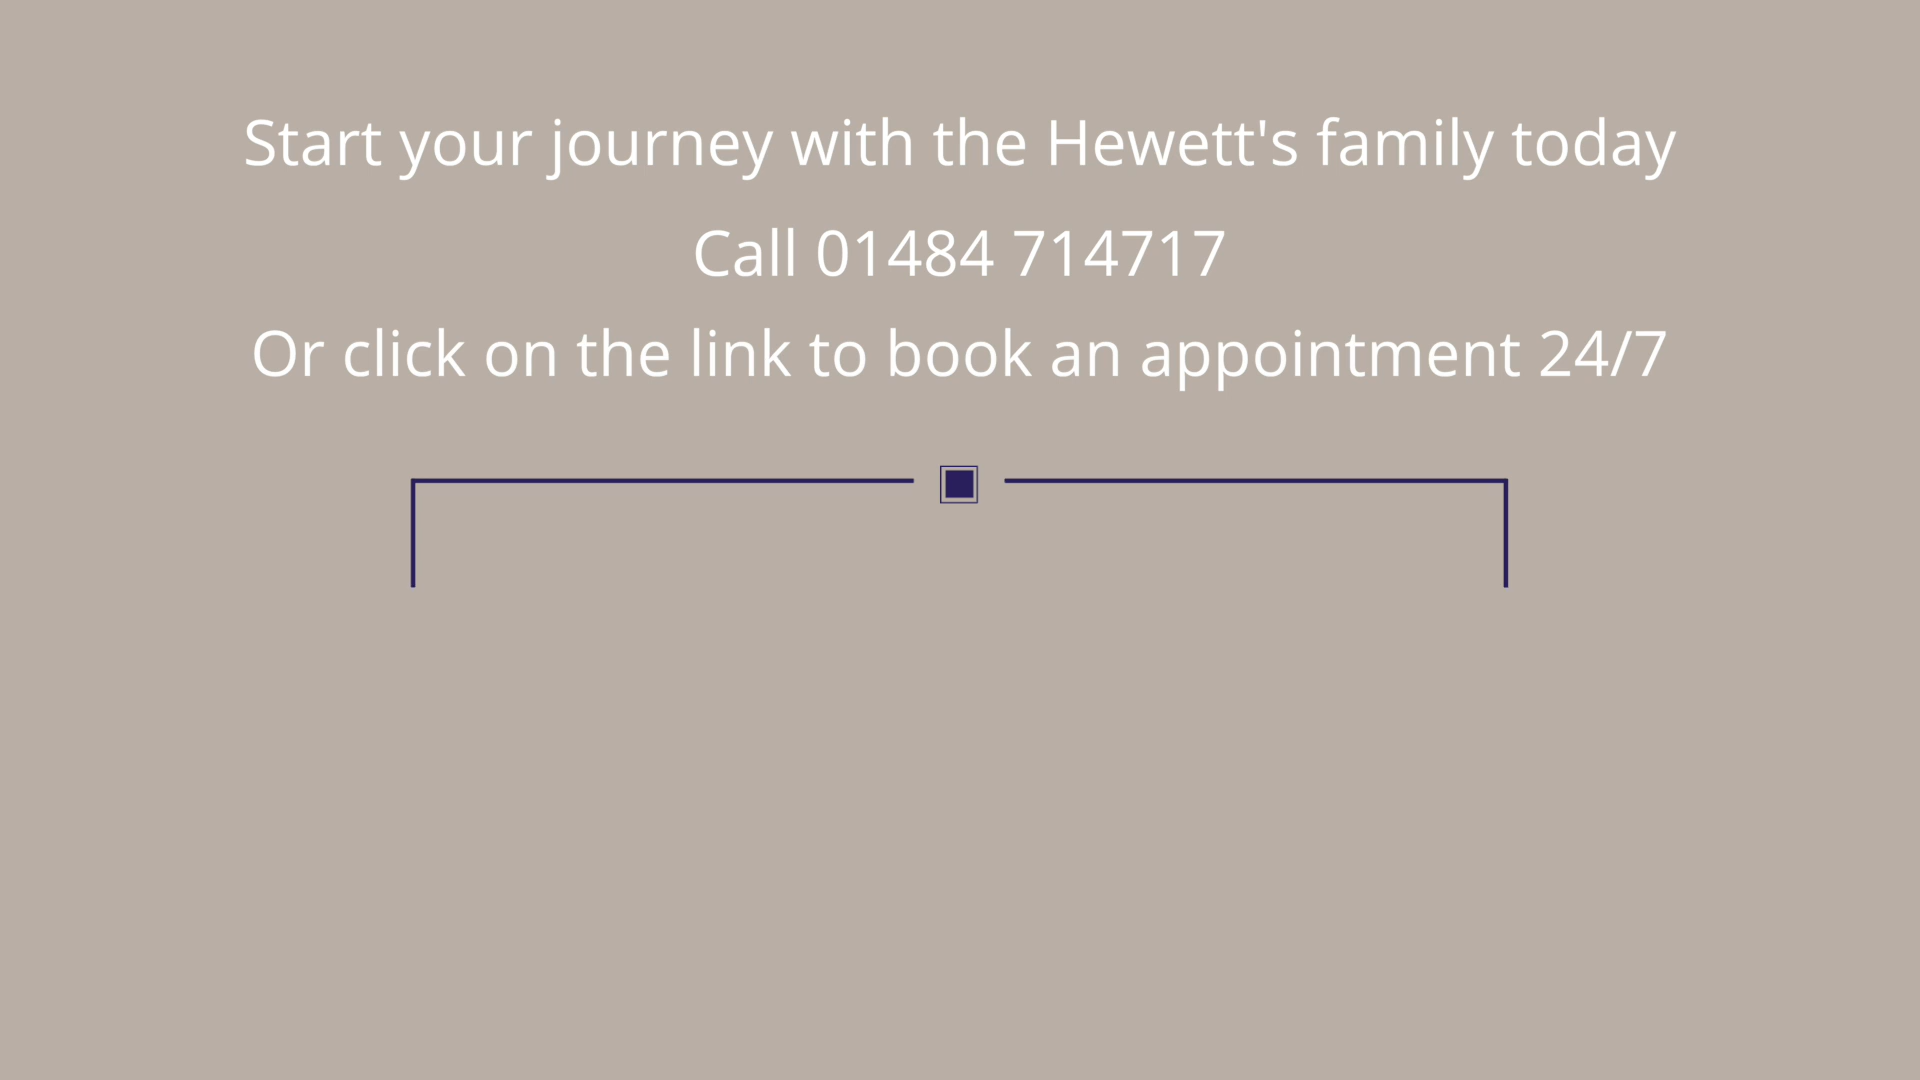 Start your journey with the Hewett's family today
Call 01484 714717
Or click on the link to book an appointment 24/7